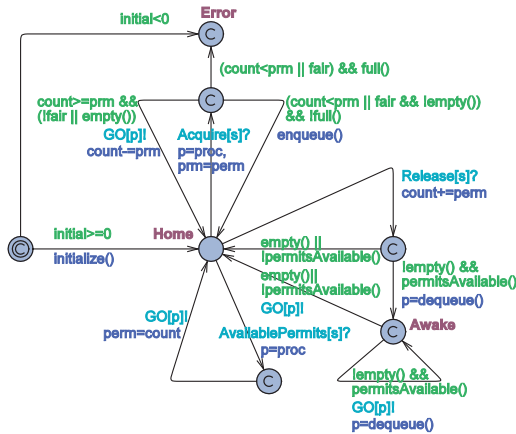 Error
initial<0
(count<prm || fair) && full()
count>=prm &&
(!fair || empty())
GO[p]!
count-=prm
Acquire[s]?
p=proc,
prm=perm
(count<prm || fair && !empty())
&& !full()
enqueue()
Release[s]?
count+=perm
initial>=0
initialize()
Home
empty() ||
!permitsAvailable()
empty()||
!permitsAvailable()
GO[p]!
!empty() &&
permitsAvailable()
p=dequeue()
Awake
GO[p]!
perm=count
AvailablePermits[s]?
p=proc
!empty() &&
permitsAvailable()
GO[p]!
p=dequeue()
C
C
C
C
C
C